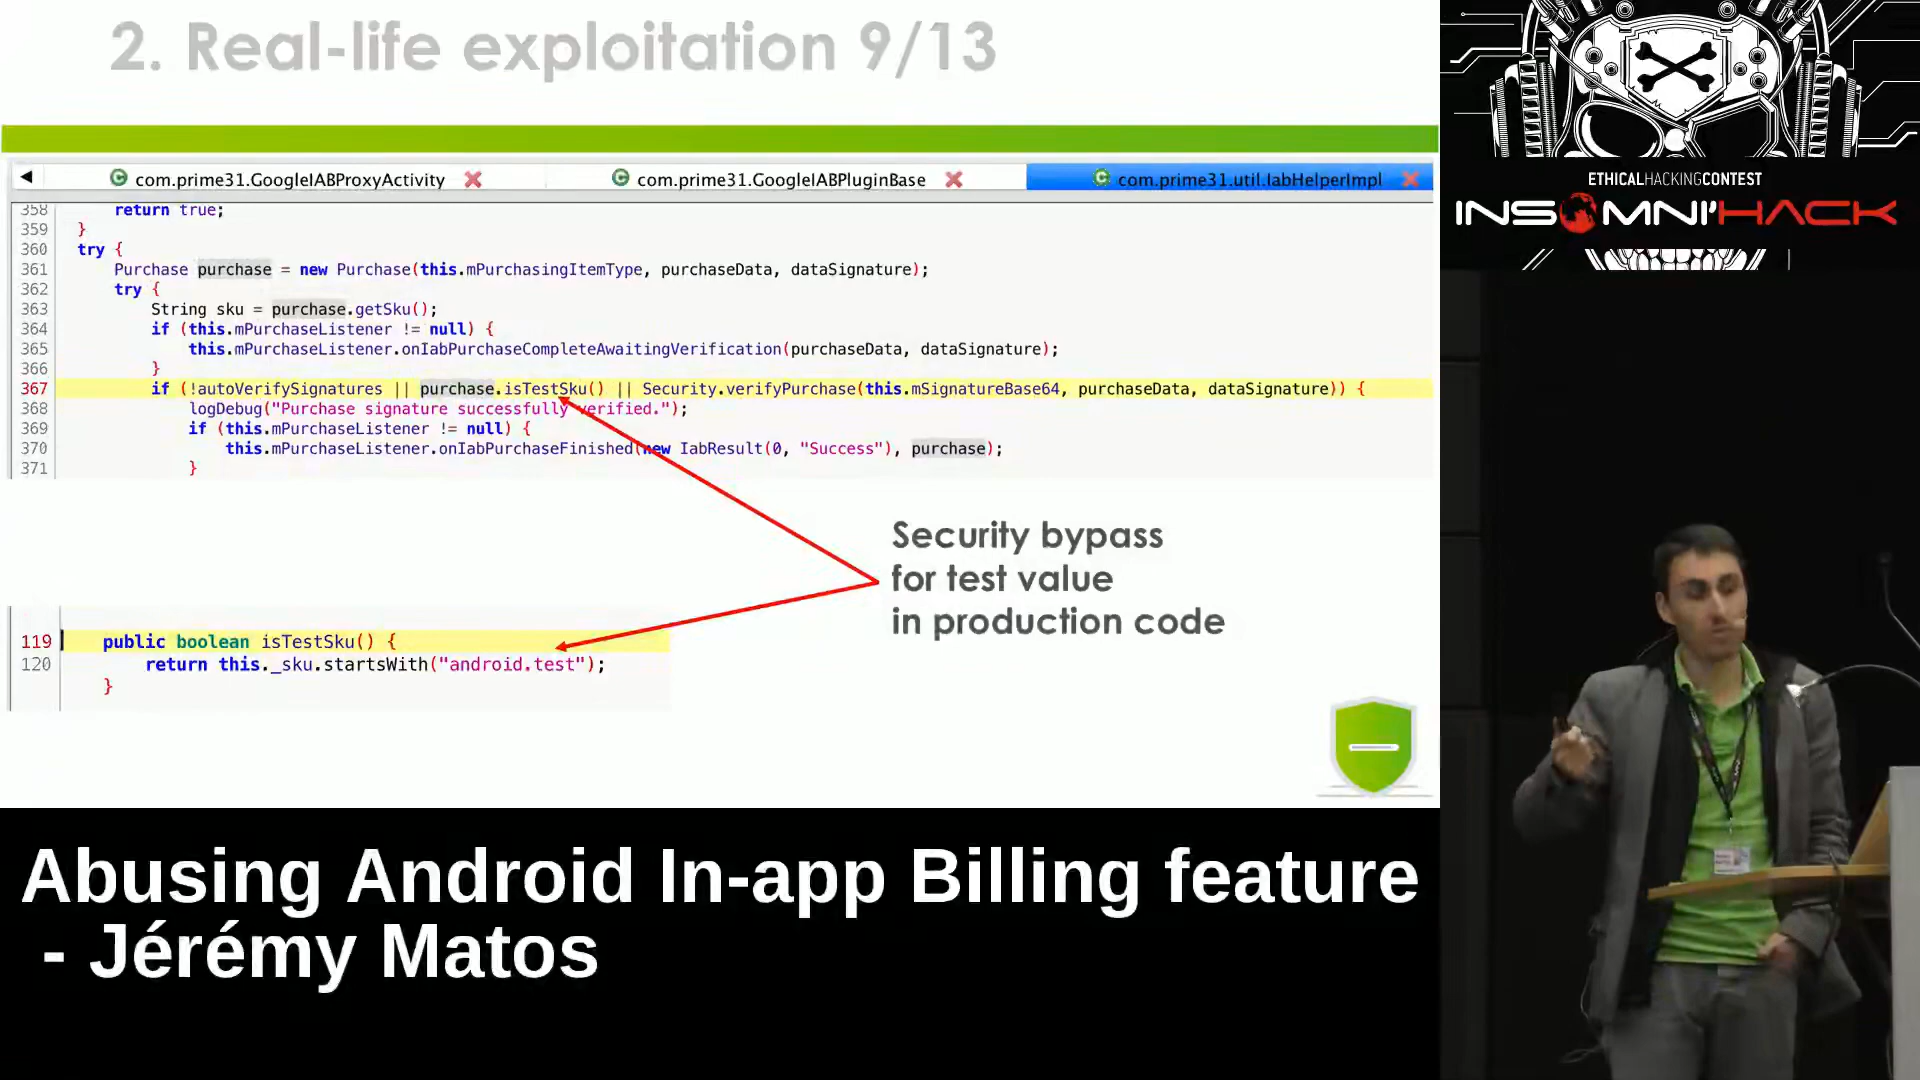 2. Real-life exploitation 9/13
com.prime31.GoogleIABProxyActivity
com.prime31.GoogleIABPluginBase
com.prime31.util.IabHelperImpl
358 return true;
359 }
360 try {
361 Purchase purchase = new Purchase(this.mPurchasingItemType, purchaseData, dataSignature);
362 try {
363 String sku = purchase.getSku();
364 if (this.mPurchaseListener != null) {
365 this.mPurchaseListener.onIabPurchaseCompleteAwaitingVerification(purchaseData, dataSignature);
366 }
367 if (!autoVerifySignatures || purchase.isTestSku() || Security.verifyPurchase(this.mSignatureBase64, purchaseData, dataSignature)) {
368 logDebug("Purchase signature successfully verified.");
369 if (this.mPurchaseListener != null) {
370 this.mPurchaseListener.onIabPurchaseFinished(new IabResult(0, "Success"), purchase);
371 }
Security bypass
for test value
in production code
119 public boolean isTestSku() {
120 return this._sku.startsWith("android.test");
}
ETHICALHACKINGCONTEST
INSOMNI'HACK
Abusing Android In-app Billing feature
- Jérémy Matos